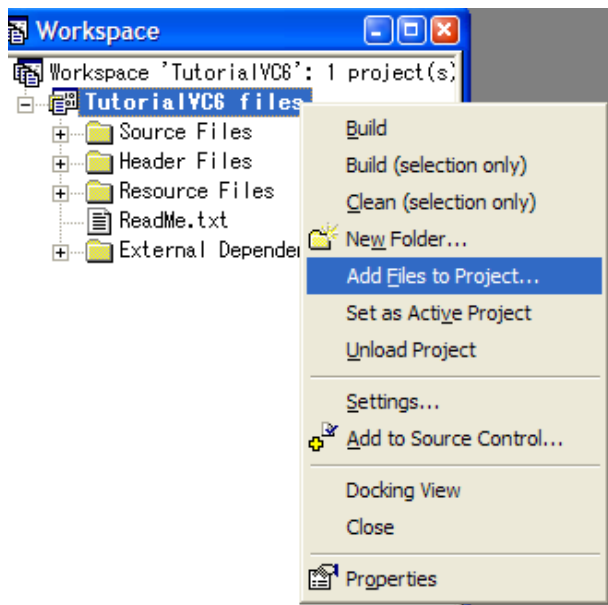 Workspace
Workspace 'TutorialVC6': 1 project(s)
TutorialVC6 files
Source Files
Header Files
Resource Files
ReadMe.txt
External
Build
Build (selection only)
Clean (selection only)
New Folder...
Add Files to Project...
Set as Active Project
Unload Project
Settings...
Add to Source Control...
Docking View
Close
Properties